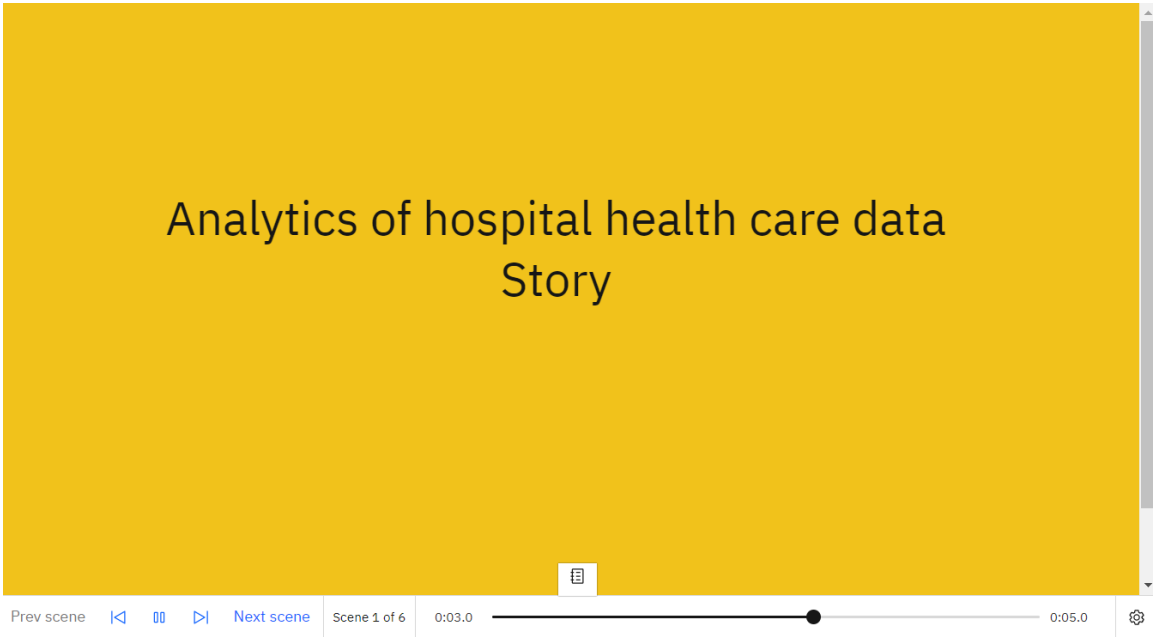 Analytics of hospital health care data
Story
Prev scene
Next scene
Scene 1 of 6
0:03.0
0:05.0